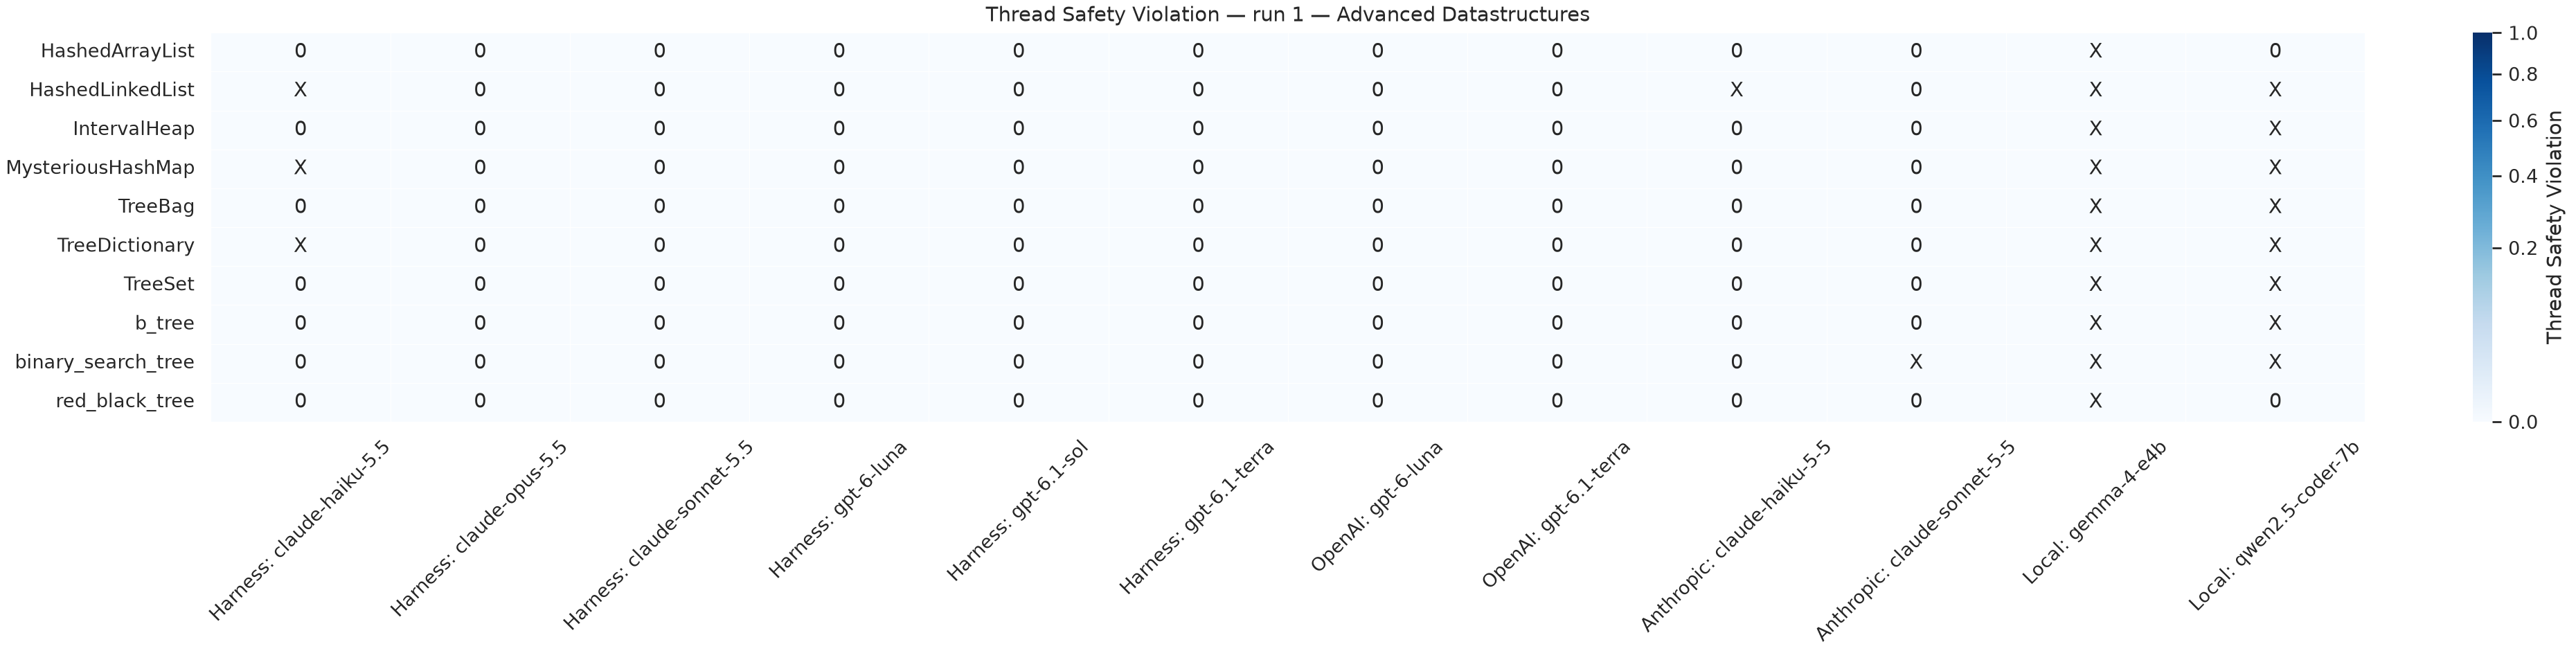 Thread Safety Violation — run 1 — Advanced Datastructures
HashedArrayList 0 0 0 0 0 0 0 0 0 0 X 0
HashedLinkedList X 0 0 0 0 0 0 0 X 0 X X
IntervalHeap 0 0 0 0 0 0 0 0 0 0 X X
MysteriousHashMap X 0 0 0 0 0 0 0 0 0 X X
TreeBag 0 0 0 0 0 0 0 0 0 0 X X
TreeDictionary X 0 0 0 0 0 0 0 0 0 X X
TreeSet 0 0 0 0 0 0 0 0 0 0 X X
b_tree 0 0 0 0 0 0 0 0 0 0 X X
binary_search_tree 0 0 0 0 0 0 0 0 0 X X X
red_black_tree 0 0 0 0 0 0 0 0 0 0 X 0
Harness: claude-haiku-5.5
Harness: claude-opus-5.5
Harness: claude-sonnet-5.5
Harness: gpt-6-luna
Harness: gpt-6.1-sol
Harness: gpt-6.1-terra
OpenAI: gpt-6-luna
OpenAI: gpt-6.1-terra
Anthropic: claude-haiku-5-5
Anthropic: claude-sonnet-5-5
Local: gemma-4-e4b
Local: qwen2.5-coder-7b
1.0
0.8
0.6
0.4
0.2
0.0
Thread Safety Violation